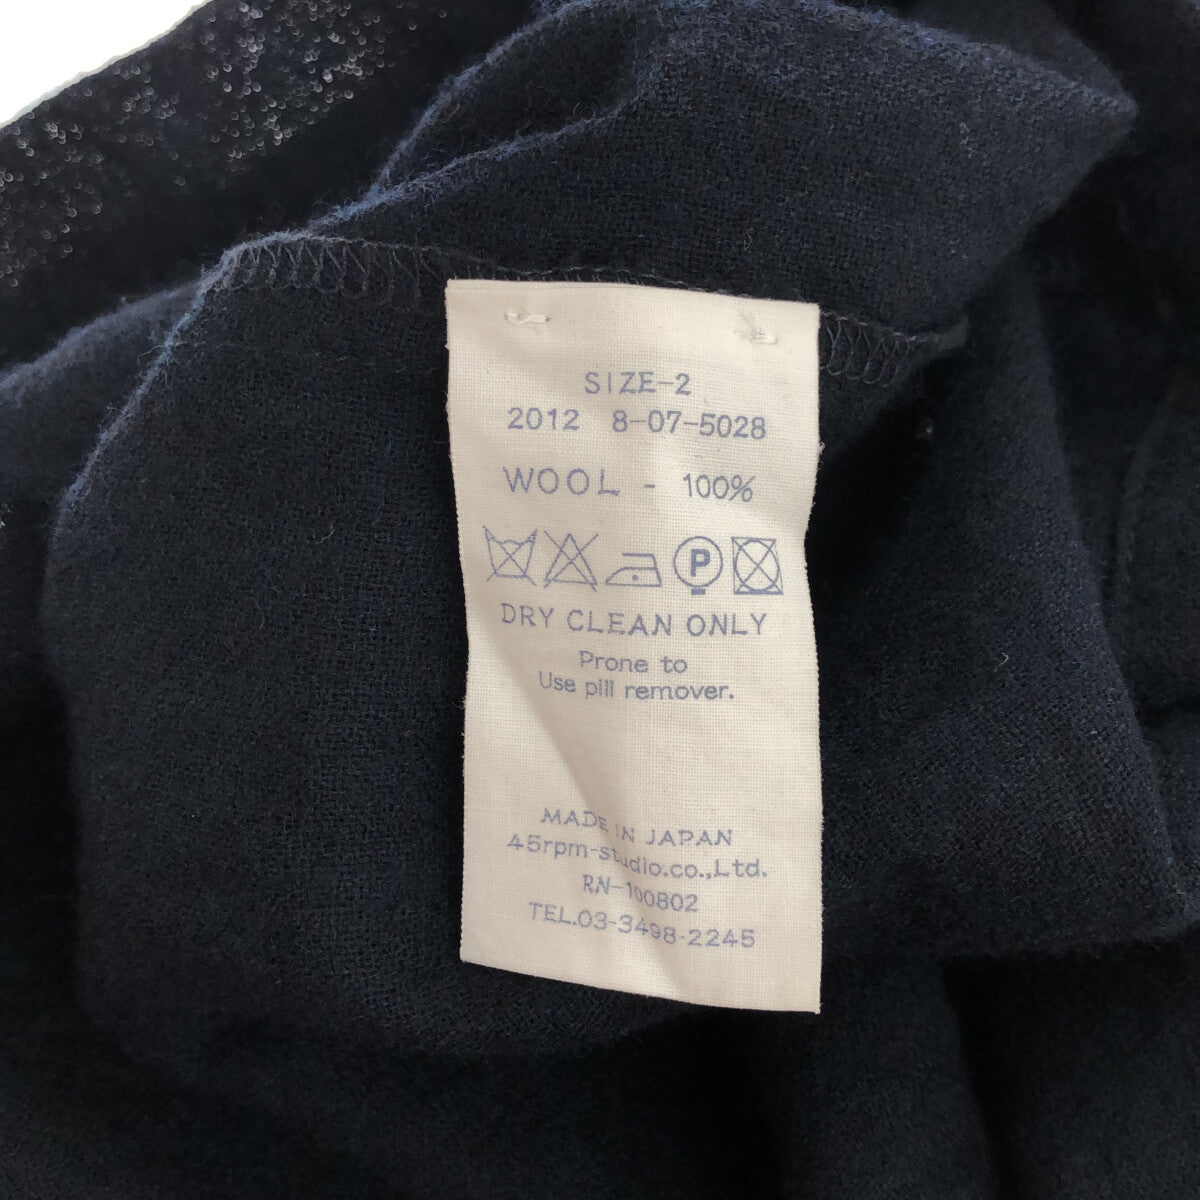 SIZE-2
2012 8-07-5028
WOOL - 100%
P
DRY CLEAN ONLY
Prone to
Use pill remover.
MADE IN JAPAN
45rpm-studio.co.,Ltd.
RN-100802
TEL.03-3498-2245